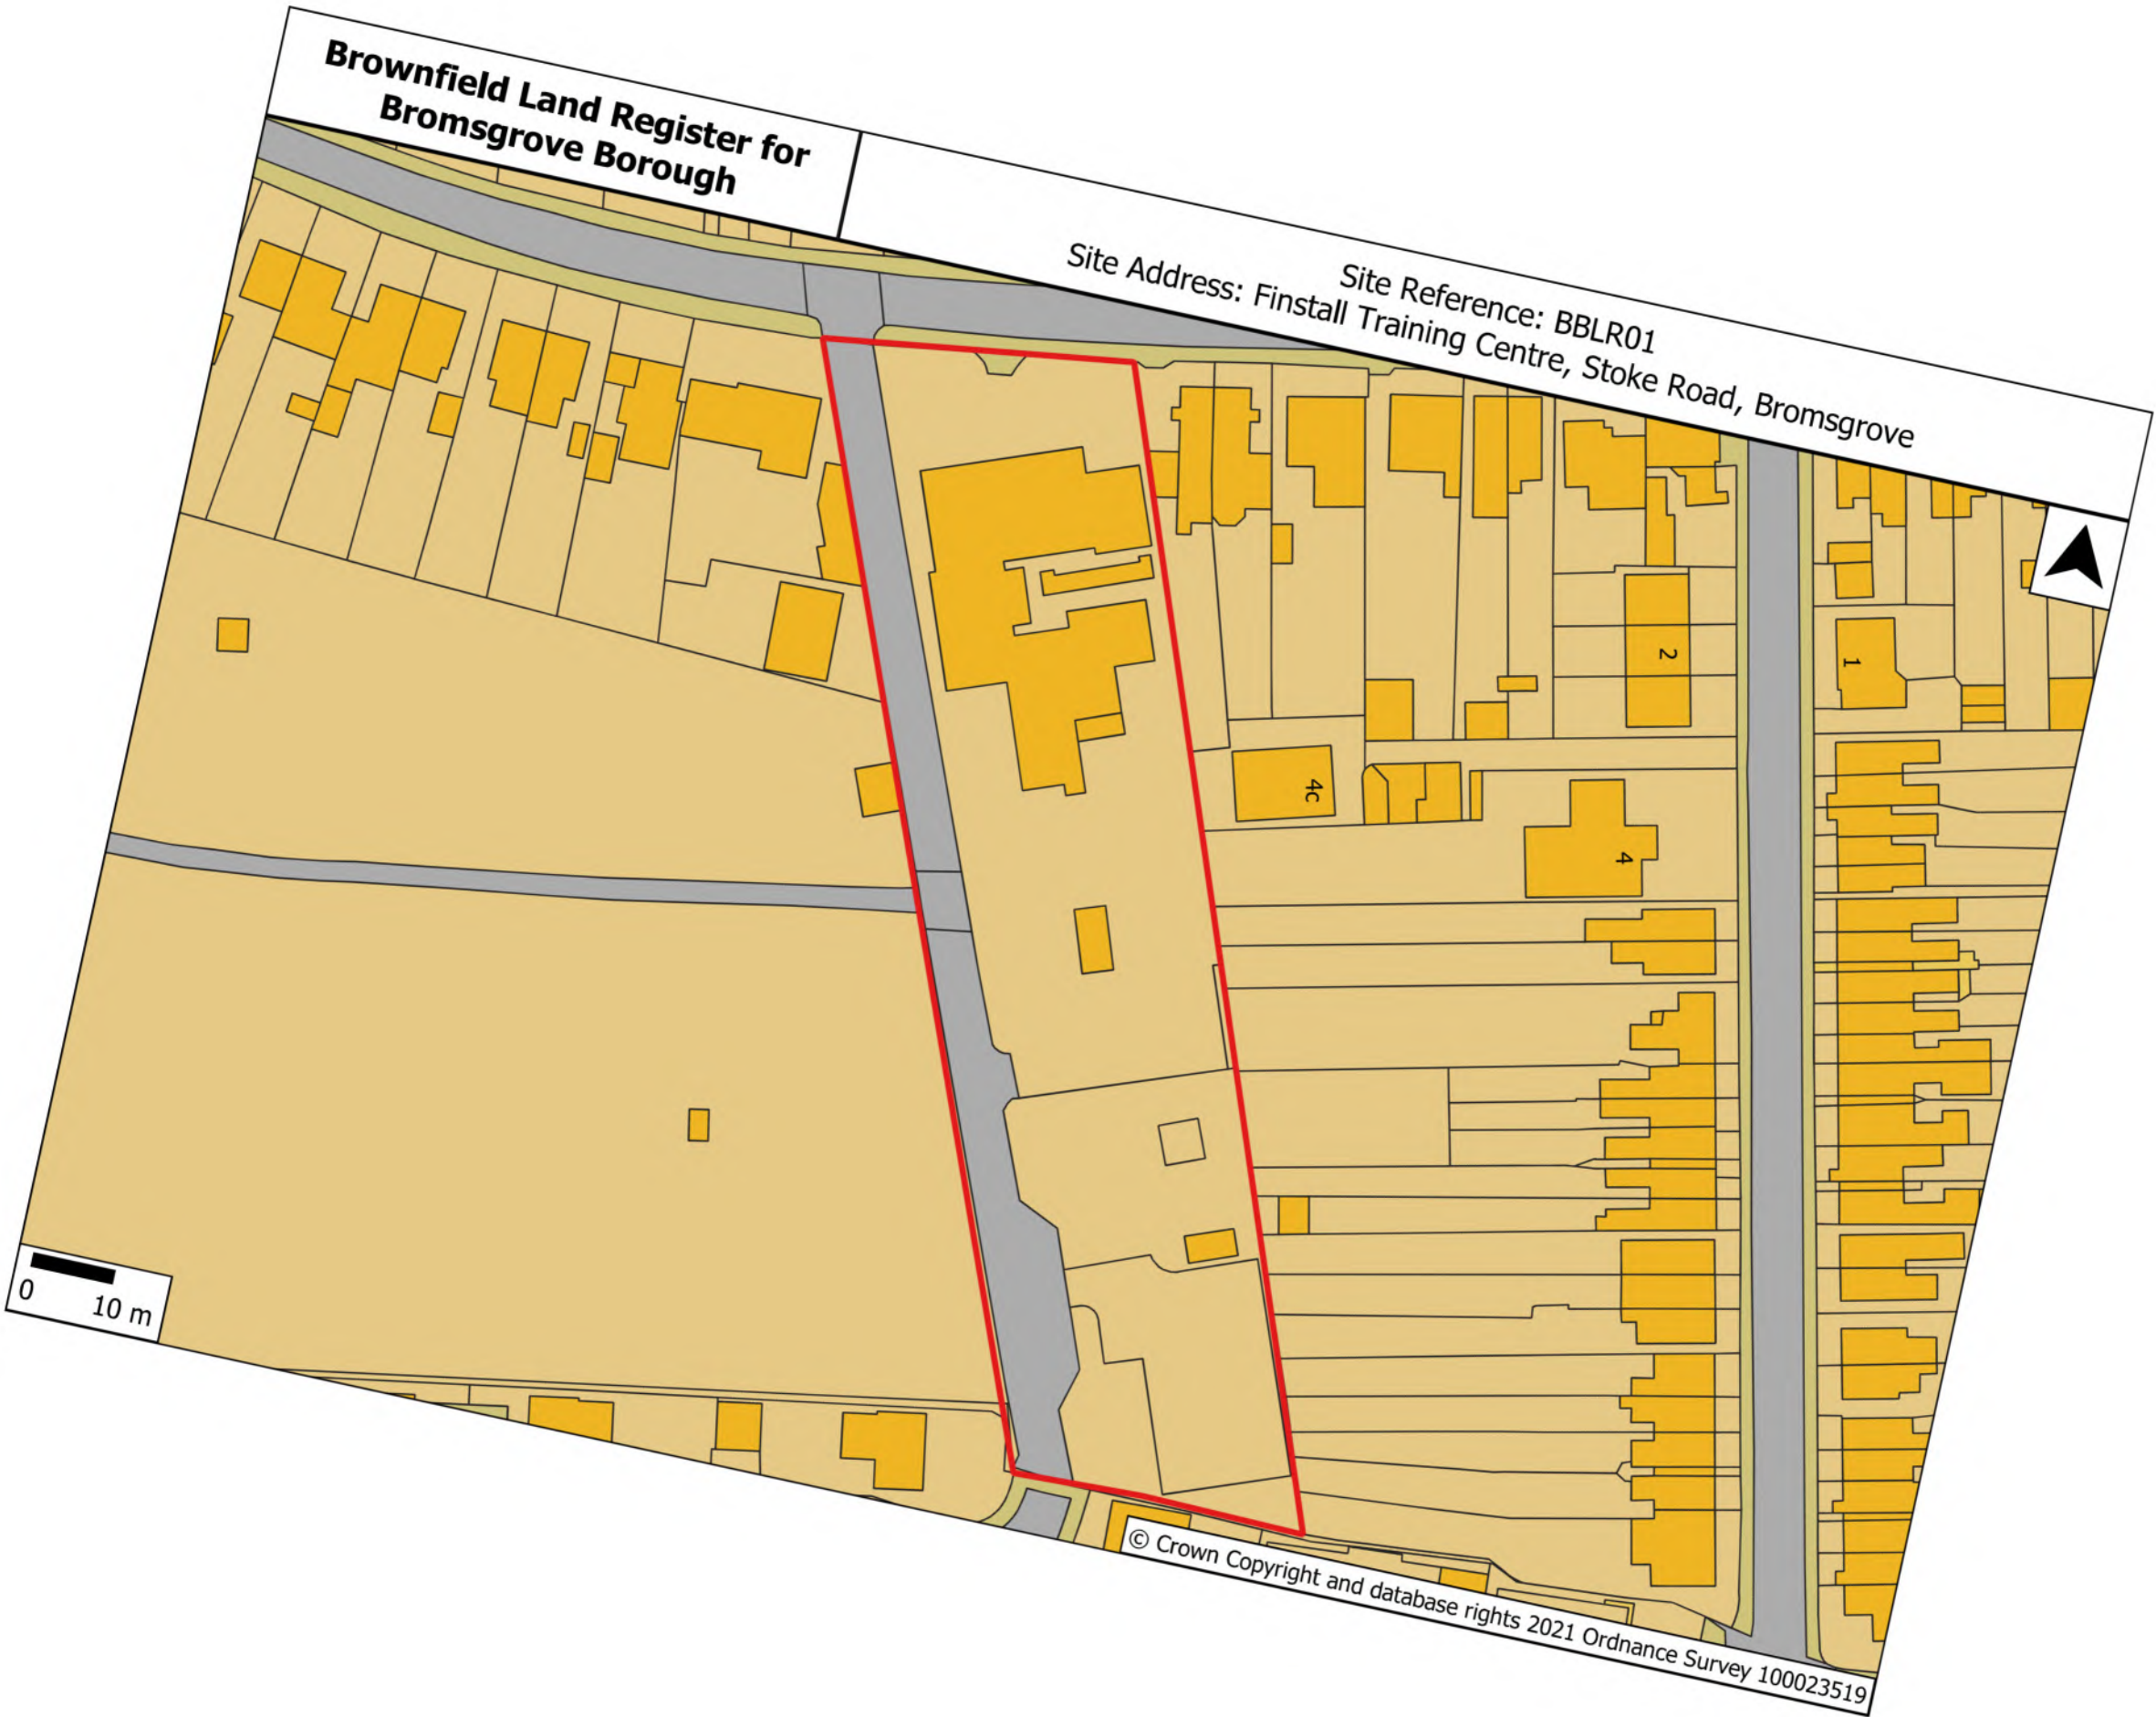 Brownfield Land Register for
Bromsgrove Borough
Site Reference: BBLR01
Site Address: Finstall Training Centre, Stoke Road, Bromsgrove
2
1
4c
4
0
10 m
© Crown Copyright and database rights 2021 Ordnance Survey 100023519